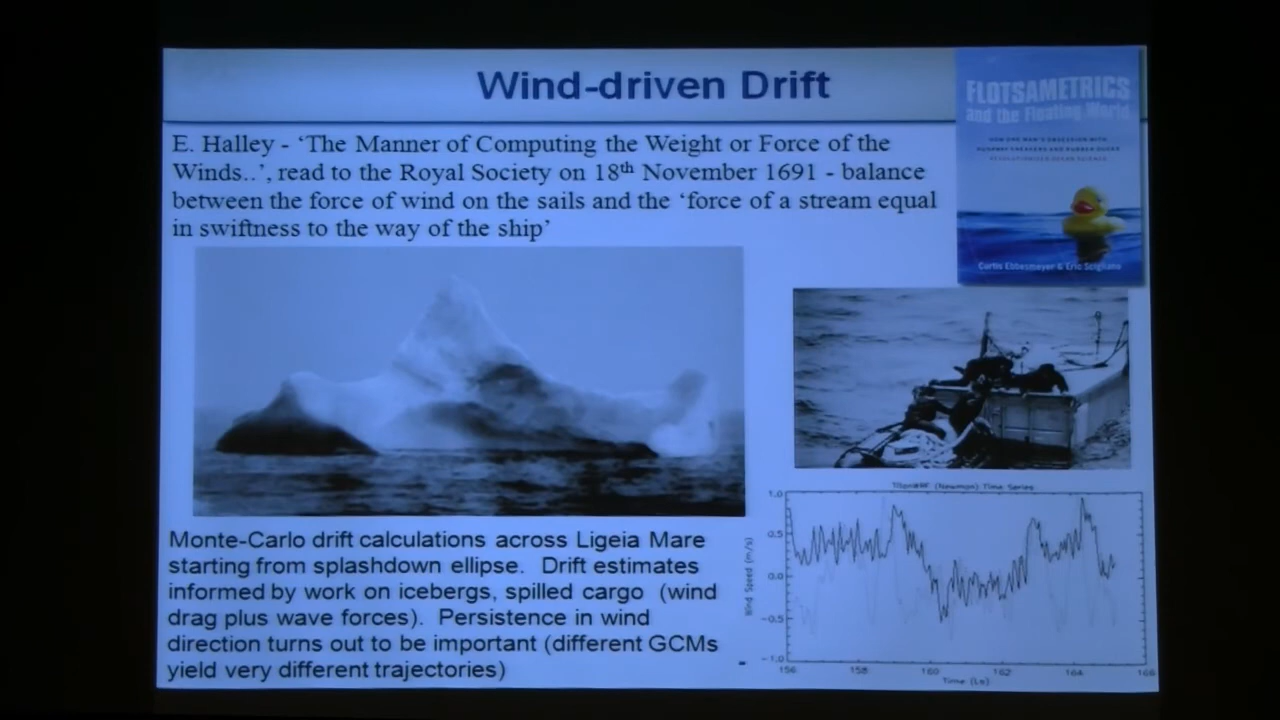 Wind-driven Drift
FLOTSAMETRICS
and the Floating World
HOW ONE MAN'S OBSESSION WITH
RUNAWAY SNEAKERS AND RUBBER DUCKS
REVOLUTIONIZED OCEAN SCIENCE
Curtis Ebbesmeyer & Eric Scigliano
E. Halley - ‘The Manner of Computing the Weight or Force of the
Winds..’, read to the Royal Society on 18th November 1691 - balance
between the force of wind on the sails and the ‘force of a stream equal
in swiftness to the way of the ship’
Monte-Carlo drift calculations across Ligeia Mare
starting from splashdown ellipse. Drift estimates
informed by work on icebergs, spilled cargo (wind
drag plus wave forces). Persistence in wind
direction turns out to be important (different GCMs
yield very different trajectories)
(Newman) Time Series
Wind Speed (m/s)
1.0
0.5
0.0
-0.5
-1.0
156 158 160 162 164 166
Time (Ls)